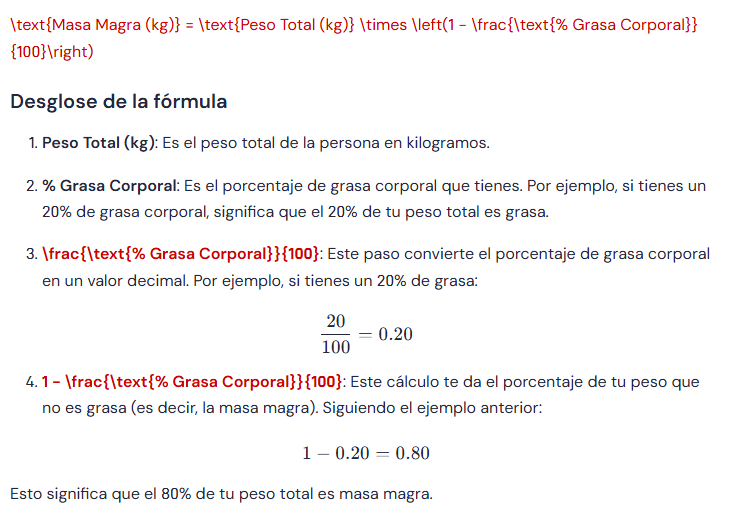 \text{Masa Magra (kg)} = \text{Peso Total (kg)} \times \left(1 - \frac{\text{% Grasa Corporal}}
{100}\right)
Desglose de la fórmula
1. Peso Total (kg): Es el peso total de la persona en kilogramos.
2. % Grasa Corporal: Es el porcentaje de grasa corporal que tienes. Por ejemplo, si tienes un
20% de grasa corporal, significa que el 20% de tu peso total es grasa.
3. \frac{\text{% Grasa Corporal}}{100}: Este paso convierte el porcentaje de grasa corporal
en un valor decimal. Por ejemplo, si tienes un 20% de grasa:
20
100 = 0.20
4. 1 - \frac{\text{% Grasa Corporal}}{100}: Este cálculo te da el porcentaje de tu peso que
no es grasa (es decir, la masa magra). Siguiendo el ejemplo anterior:
1 − 0.20 = 0.80
Esto significa que el 80% de tu peso total es masa magra.